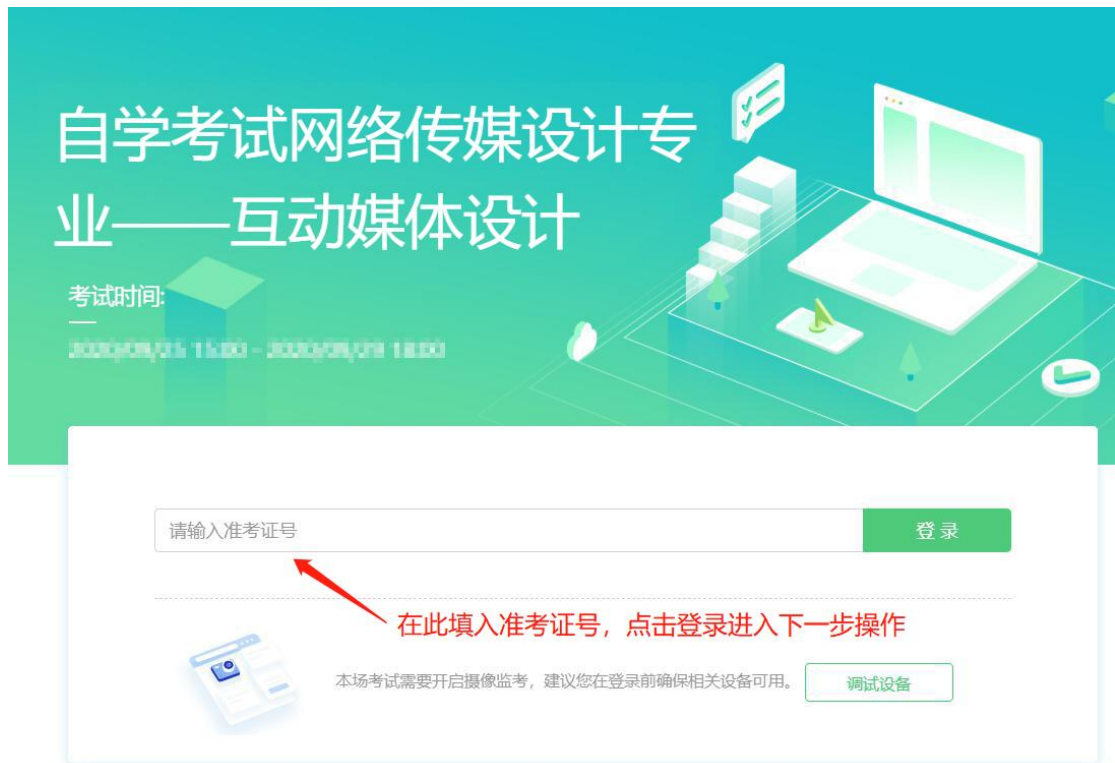 自学考试网络传媒设计专
业——互动媒体设计
考试时间:
请输入准考证号
登录
在此填入准考证号，点击登录进入下一步操作
本场考试需要开启摄像监考，建议您在登录前确保相关设备可用。
调试设备